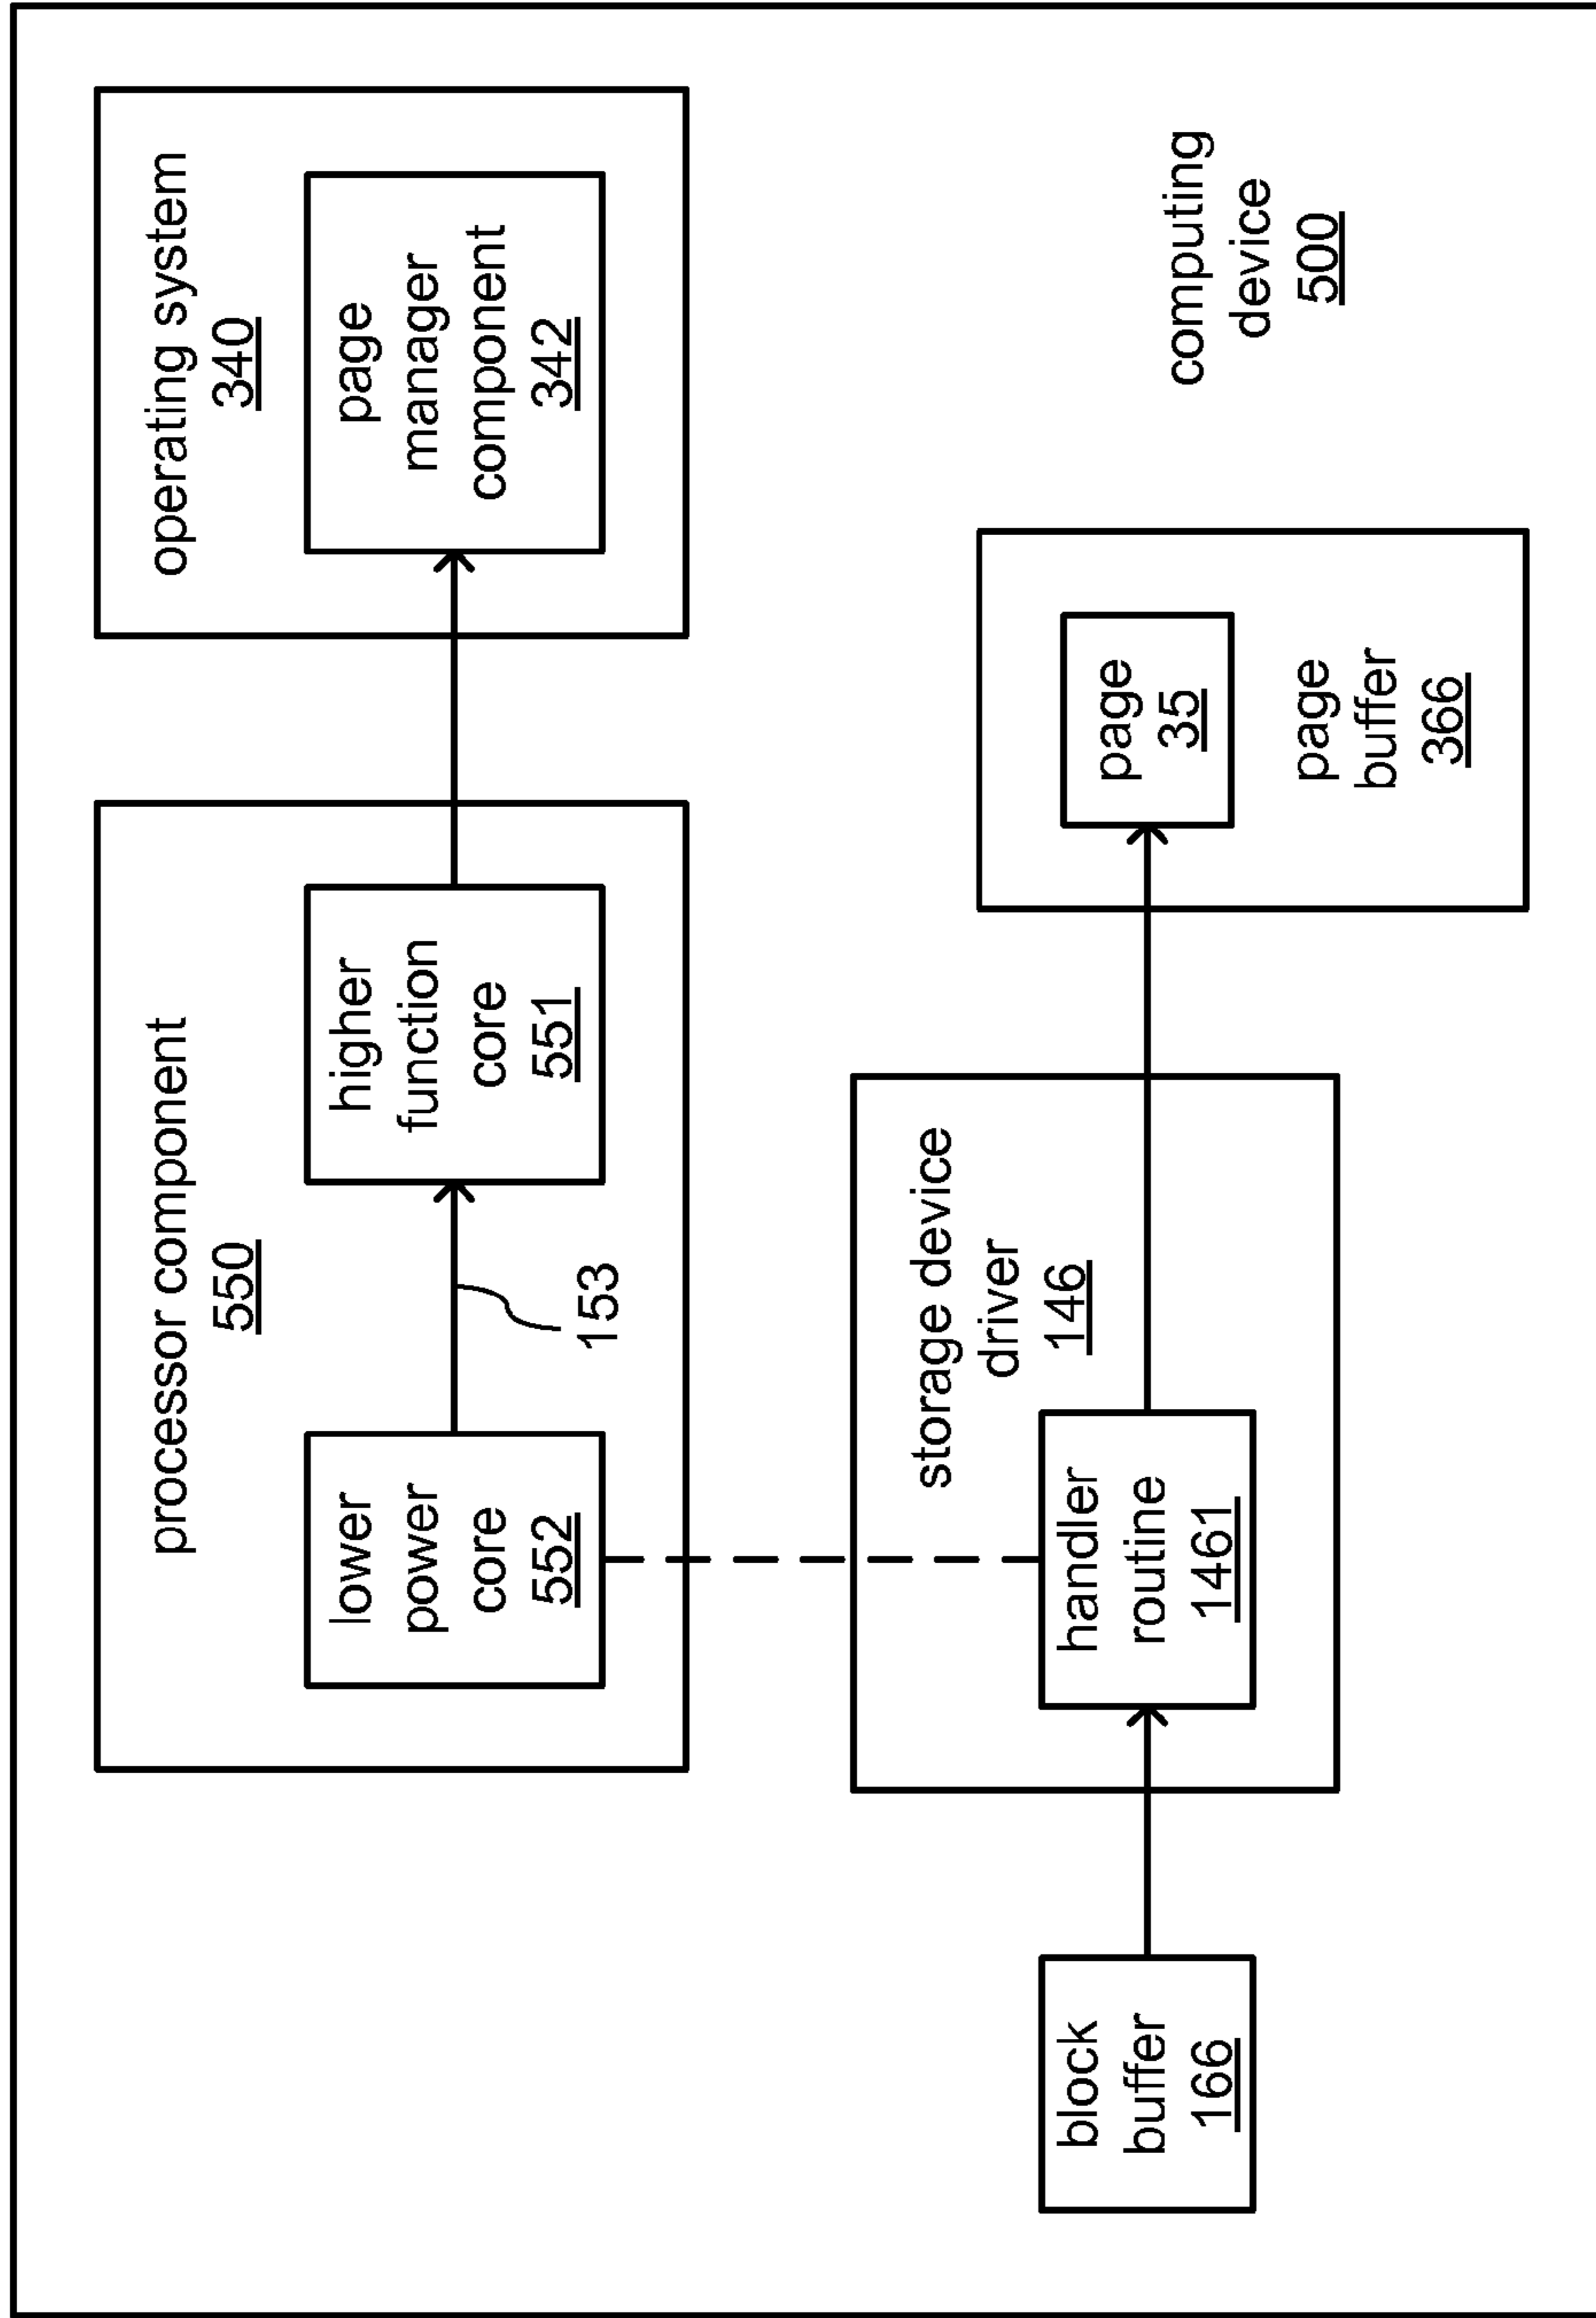 processor component
550
lower
power
core
552
153
higher
function
core
551
operating system
340
page
manager
component
342
block
buffer
166
storage device
driver
146
handler
routine
1461
page
35
page
buffer
366
computing
device
500